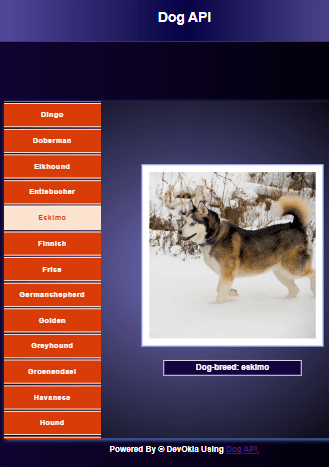 Dog API
Dingo
Doberman
Elkhound
Entlebucher
Eskimo
Finnish
Frise
Germanshepherd
Golden
Greyhound
Groenendael
Havanese
Hound
Dog-breed: eskimo
Powered By © DevOkla Using Dog API.